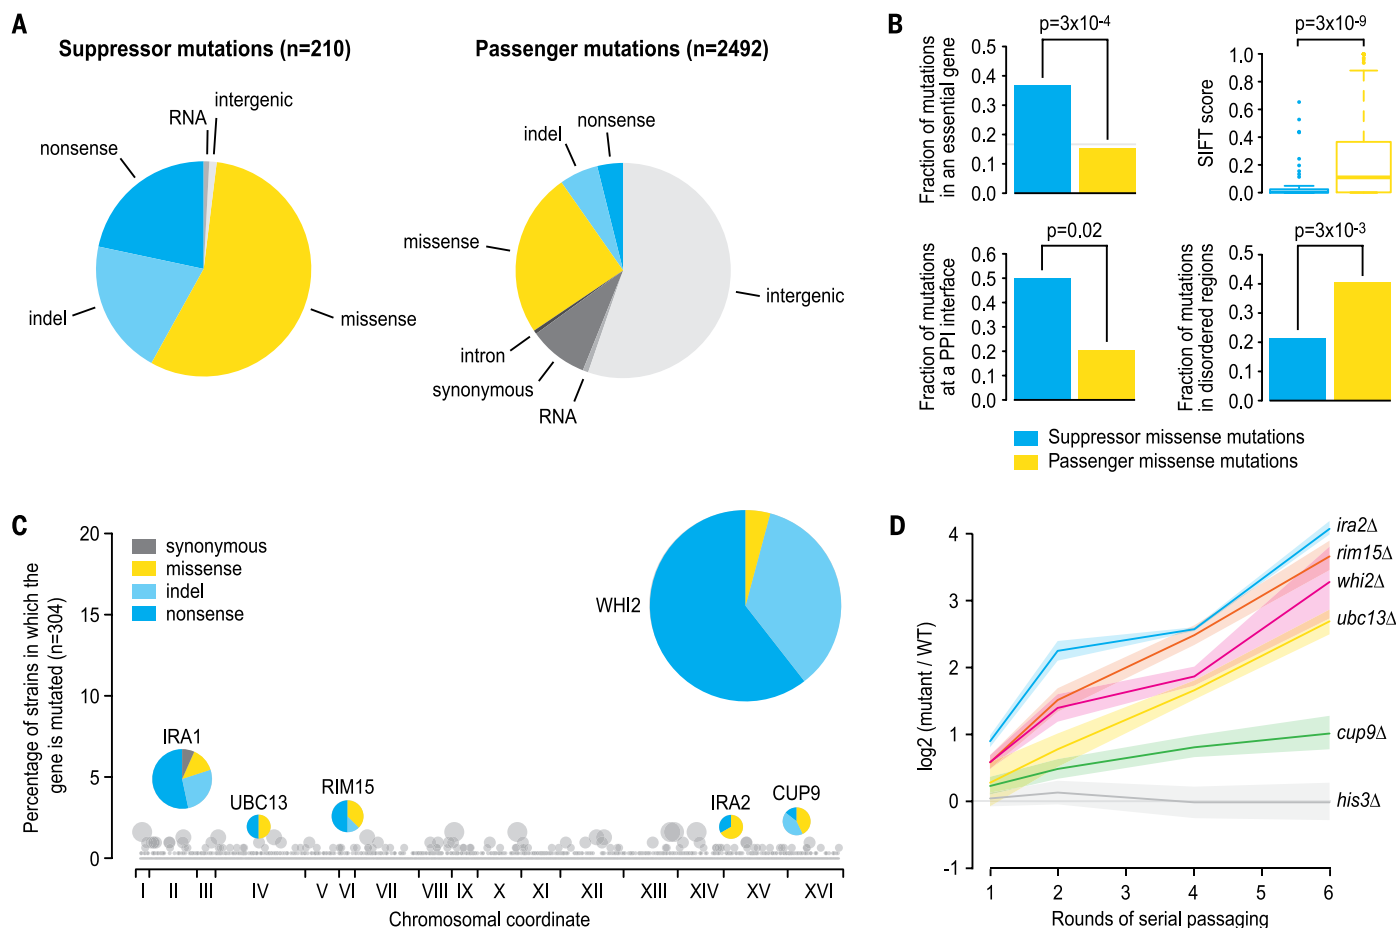 A
Suppressor mutations (n=210)
RNA
intergenic
nonsense
indel
missense
Passenger mutations (n=2492)
nonsense
indel
missense
intergenic
intron
synonymous
RNA
B
p=3x10-4
Fraction of mutations
in an essential gene
0.5
0.4
0.3
0.2
0.1
0.0
p=3x10-9
SIFT score
1.0
0.8
0.6
0.4
0.2
0.0
p=0.02
Fraction of mutations
at a PPI interface
0.6
0.5
0.4
0.3
0.2
0.1
0.0
p=3x10-3
Fraction of mutations
in disordered regions
0.5
0.4
0.3
0.2
0.1
0.0
Suppressor missense mutations
Passenger missense mutations
C
Percentage of strains in which the
gene is mutated (n=304)
20
15
10
5
0
synonymous
missense
indel
nonsense
WHI2
IRA1
UBC13
RIM15
IRA2
CUP9
I II III IV V VI VII VIII IX X XI XII XIII XIV XV XVI
Chromosomal coordinate
D
log2 (mutant / WT)
4
3
2
1
0
-1
ira2Δ
rim15Δ
whi2Δ
ubc13Δ
cup9Δ
his3Δ
1 2 3 4 5 6
Rounds of serial passaging